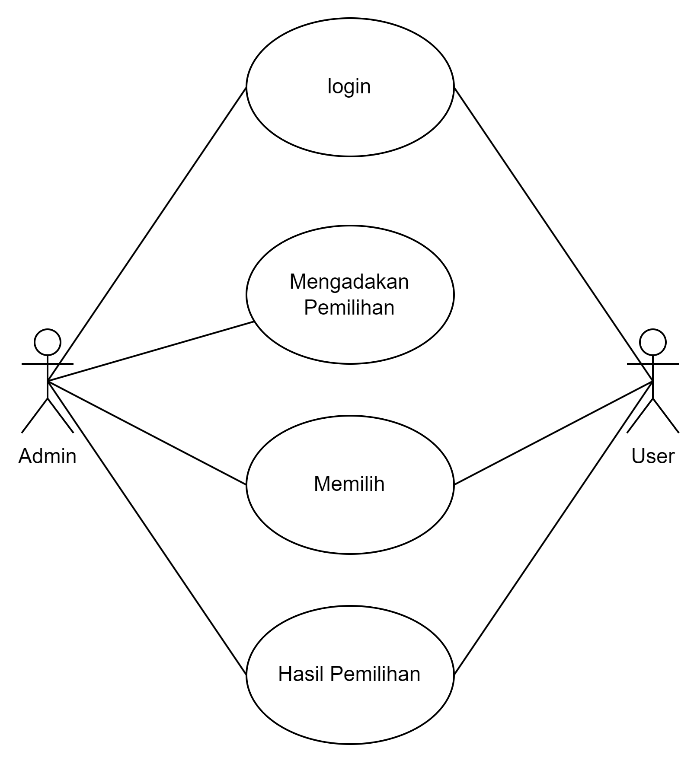 login
Mengadakan
Pemilihan
Admin
User
Memilih
Hasil Pemilihan